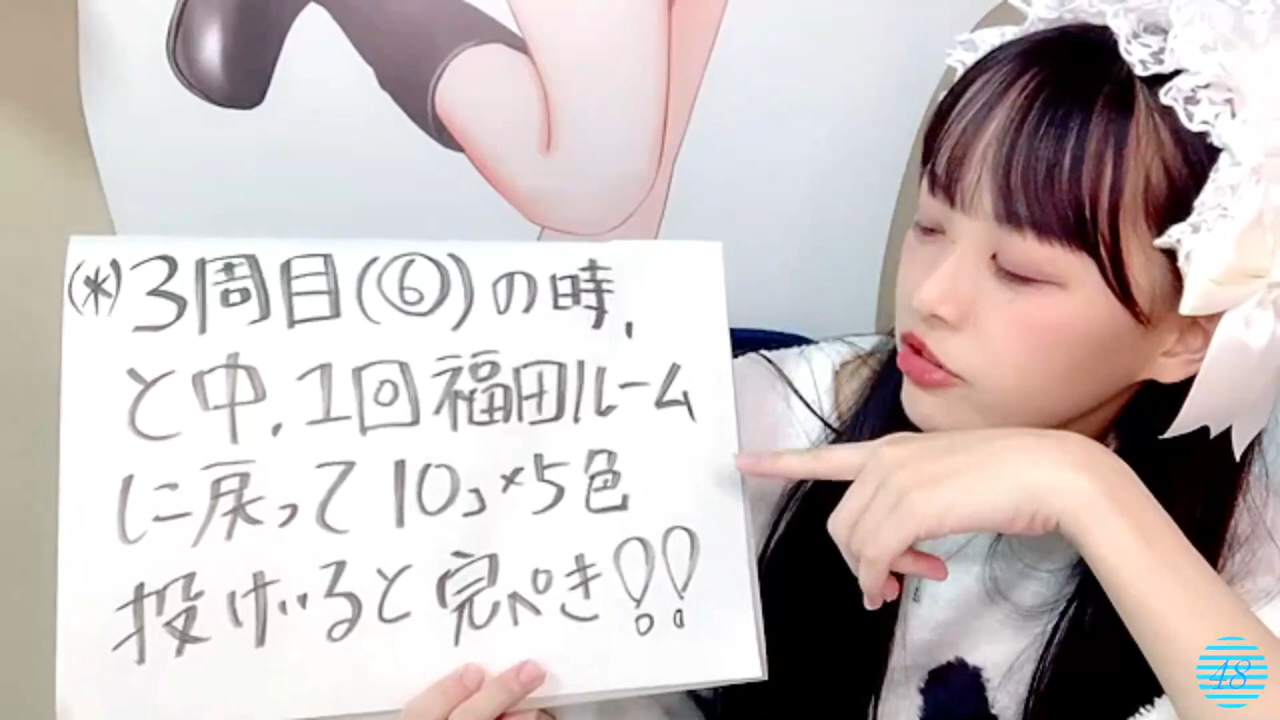 (*)3周目(⑥)の時,
と中,1回福田ルーム
に戻って10コ×5色
投げると完ぺき!!
48